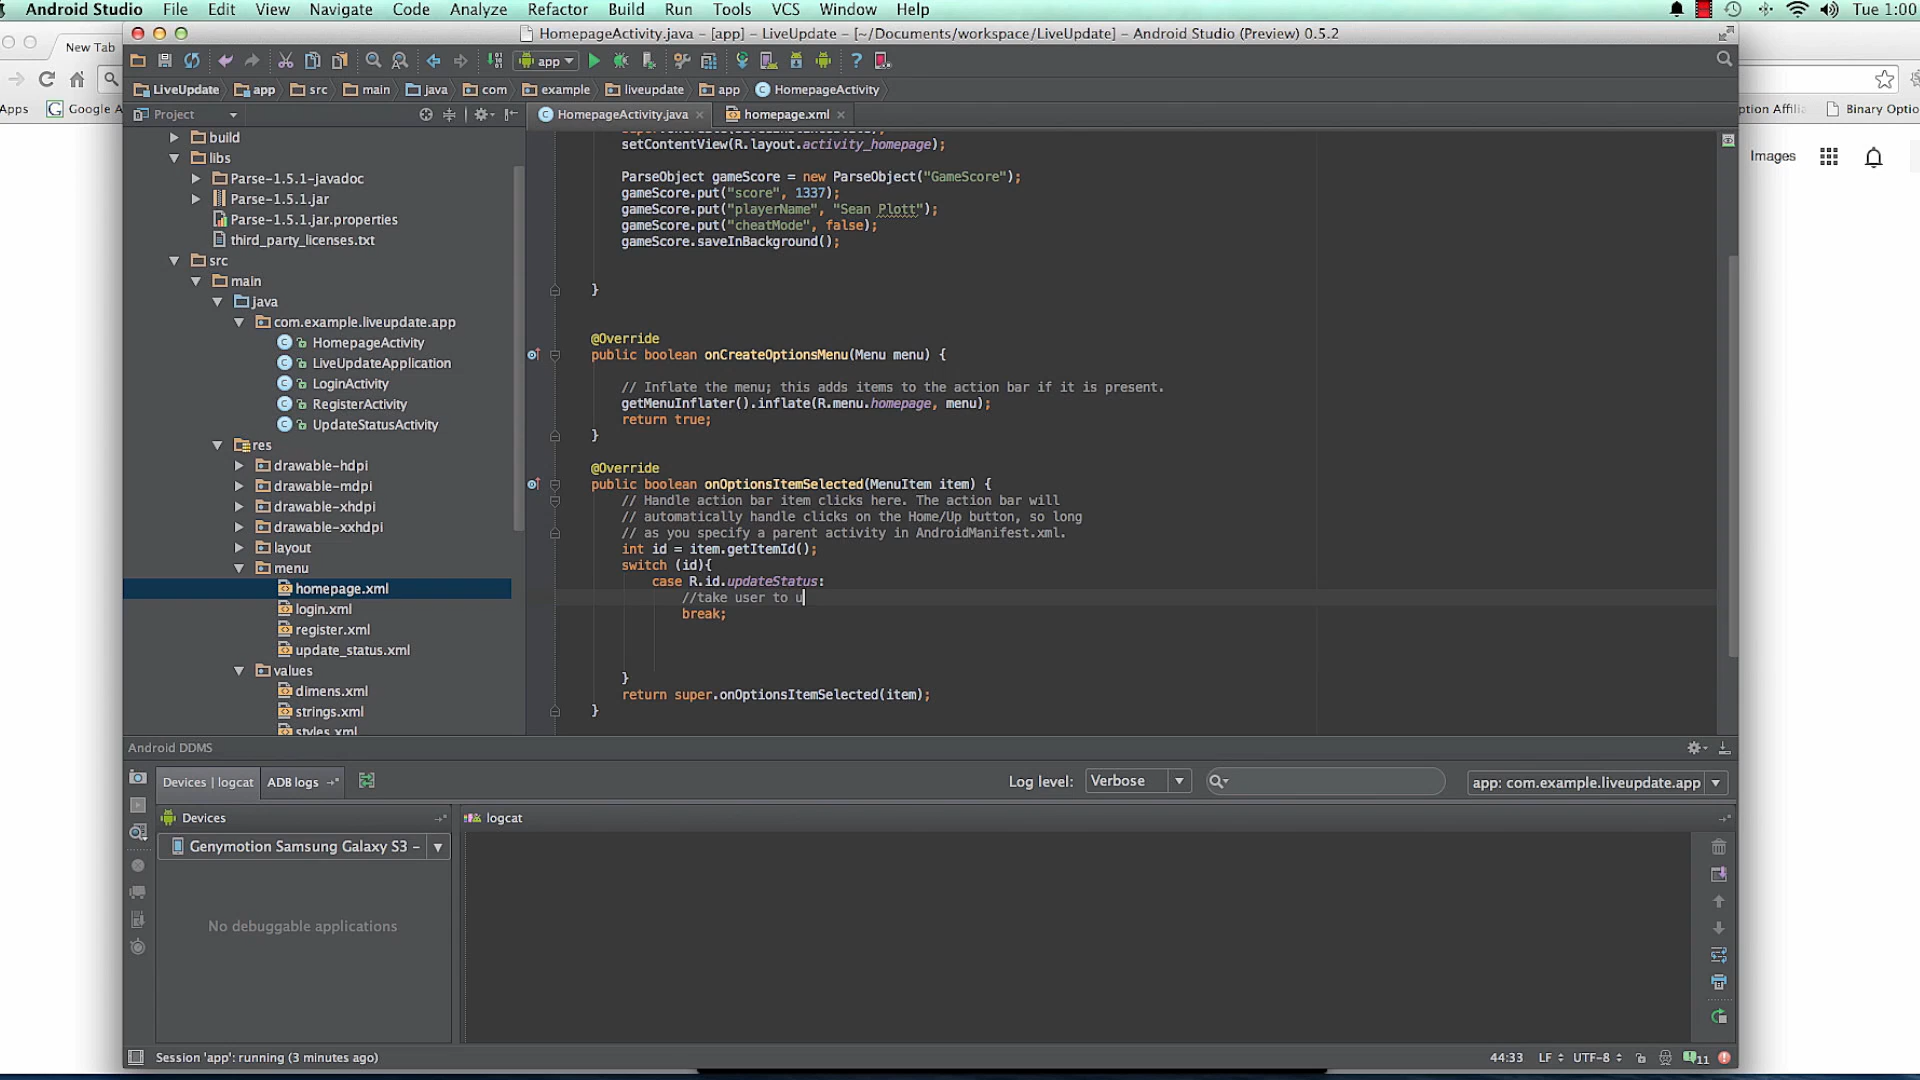 Android Studio File Edit View Navigate Code Analyze Refactor Build Run Tools VCS Window Help Tue 1:00
New Tab
HomepageActivity.java - [app] - LiveUpdate - [~/Documents/workspace/LiveUpdate] - Android Studio (Preview) 0.5.2
app
LiveUpdate app src main java com example liveupdate app HomepageActivity
Apps Google A
ption Affilia Binary Optio
Images
Project
HomepageActivity.java homepage.xml
build
libs
Parse-1.5.1-javadoc
Parse-1.5.1.jar
Parse-1.5.1.jar.properties
third_party_licenses.txt
src
main
java
com.example.liveupdate.app
HomepageActivity
LiveUpdateApplication
LoginActivity
RegisterActivity
UpdateStatusActivity
res
drawable-hdpi
drawable-mdpi
drawable-xhdpi
drawable-xxhdpi
layout
menu
homepage.xml
login.xml
register.xml
update_status.xml
values
dimens.xml
strings.xml
styles.xml
setContentView(R.layout.activity_homepage);
ParseObject gameScore = new ParseObject("GameScore");
gameScore.put("score", 1337);
gameScore.put("playerName", "Sean Plott");
gameScore.put("cheatMode", false);
gameScore.saveInBackground();
}
@Override
public boolean onCreateOptionsMenu(Menu menu) {
// Inflate the menu; this adds items to the action bar if it is present.
getMenuInflater().inflate(R.menu.homepage, menu);
return true;
}
@Override
public boolean onOptionsItemSelected(MenuItem item) {
// Handle action bar item clicks here. The action bar will
// automatically handle clicks on the Home/Up button, so long
// as you specify a parent activity in AndroidManifest.xml.
int id = item.getItemId();
switch (id){
case R.id.updateStatus:
//take user to u
break;
}
return super.onOptionsItemSelected(item);
}
Android DDMS
Devices | logcat ADB logs
Log level: Verbose
app: com.example.liveupdate.app
Devices
logcat
Genymotion Samsung Galaxy S3 -
No debuggable applications
Session 'app': running (3 minutes ago)
44:33 LF UTF-8 11